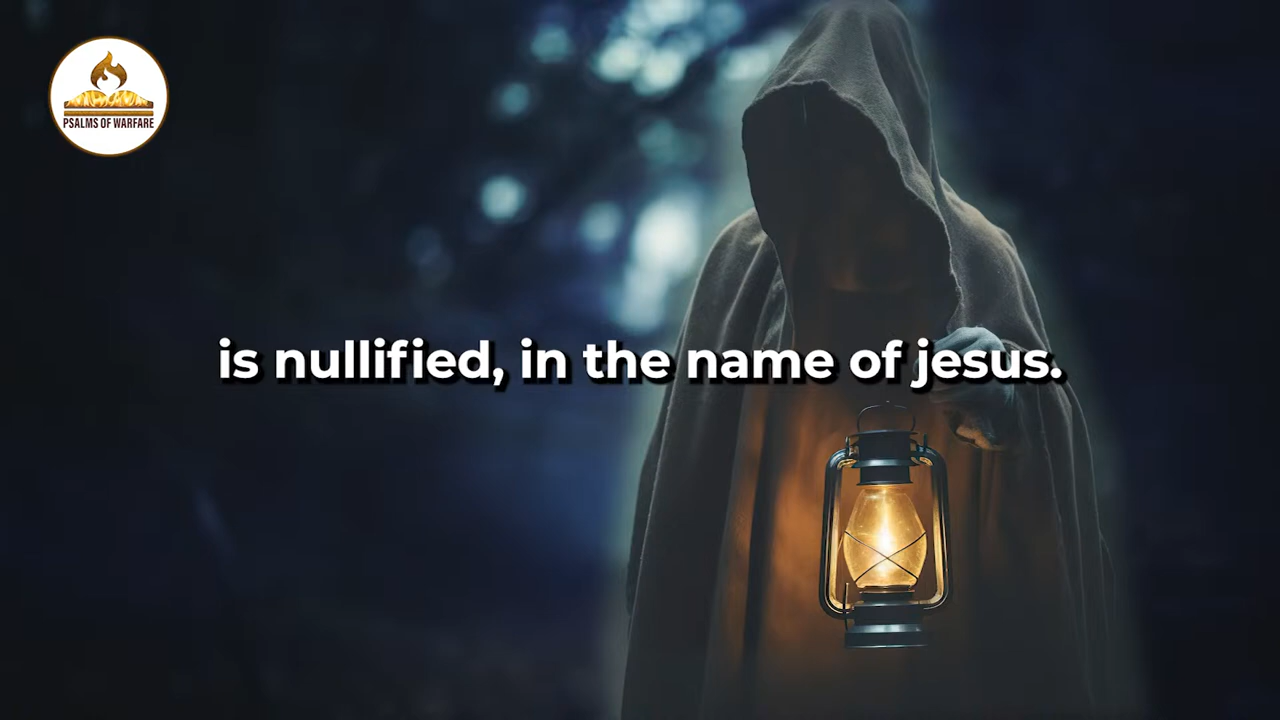 PSALMS OF WARFARE
is nullified, in the name of jesus.